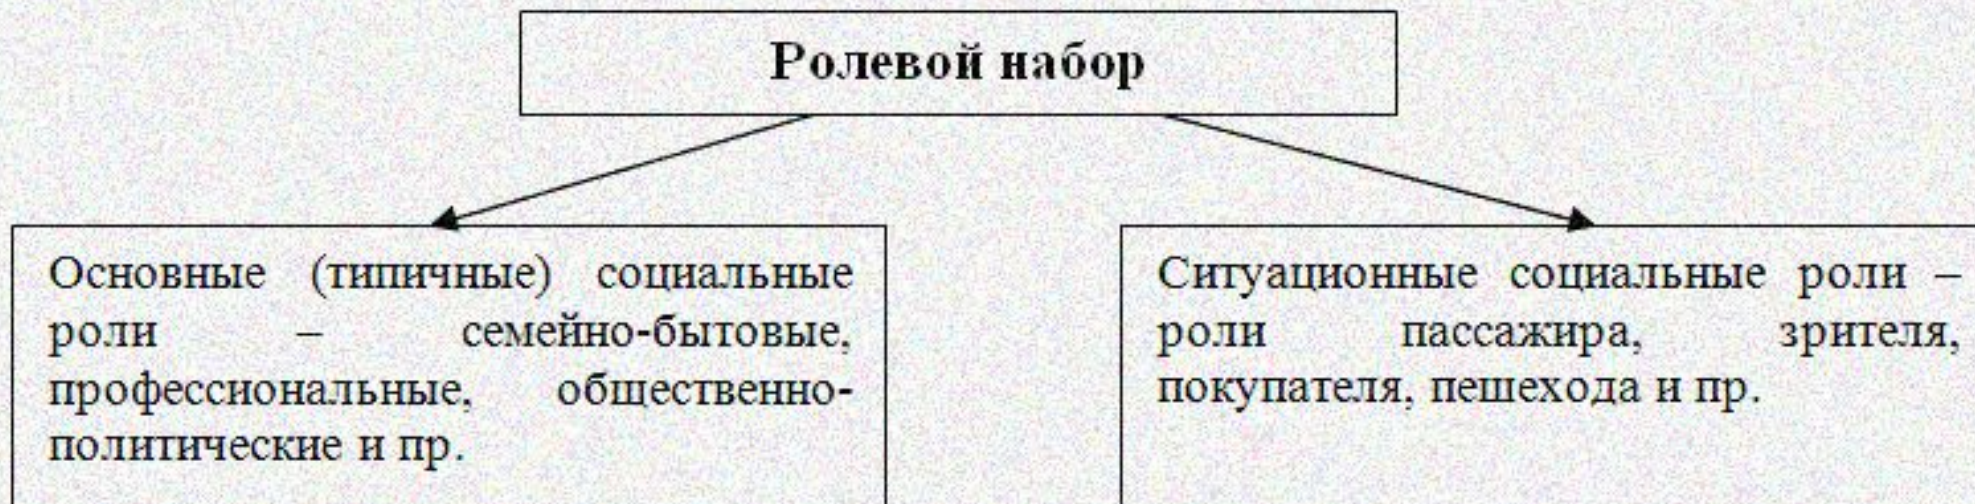 Ролевой набор
Основные (типичные) социальные
роли – семейно-бытовые,
профессиональные, общественно-
политические и пр.
Ситуационные социальные роли –
роли пассажира, зрителя,
покупателя, пешехода и пр.